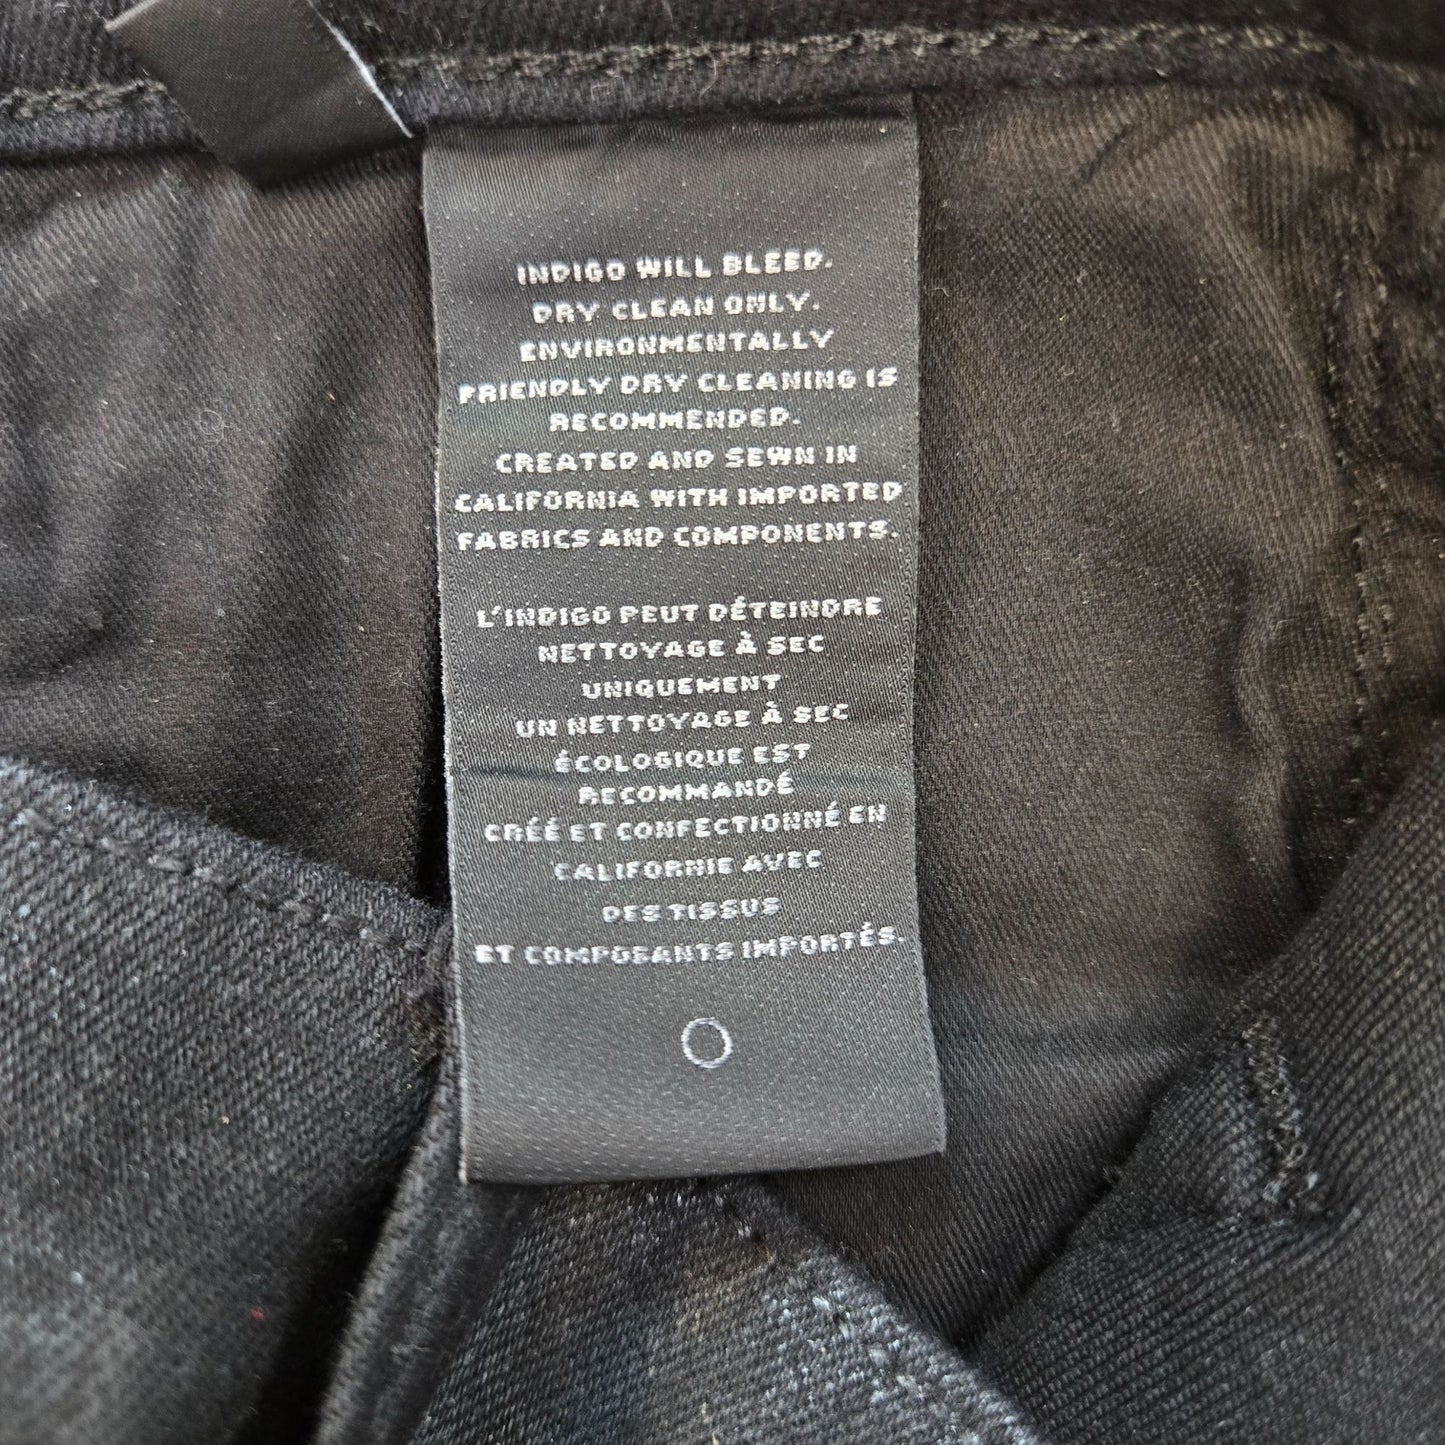 INDIGO WILL BLEED.
DRY CLEAN ONLY.
ENVIRONMENTALLY
FRIENDLY DRY CLEANING IS
RECOMMENDED.
CREATED AND SEWN IN
CALIFORNIA WITH IMPORTED
FABRICS AND COMPONENTS.
L'INDIGO PEUT DÉTEINDRE
NETTOYAGE À SEC
UNIQUEMENT
UN NETTOYAGE À SEC
ÉCOLOGIQUE EST
RECOMMANDÉ
CRÉÉ ET CONFECTIONNÉ EN
CALIFORNIE AVEC
DES TISSUS
ET COMPOSANTS IMPORTÉS.